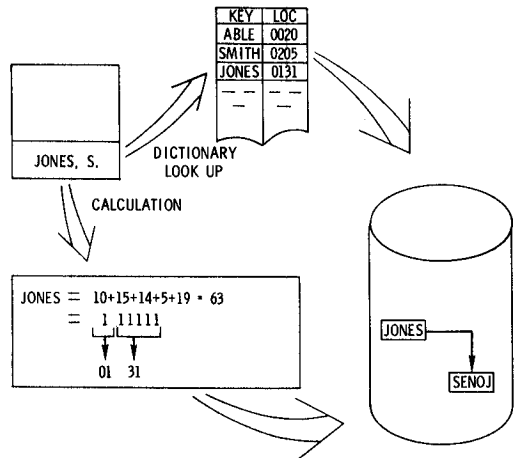 KEY LOC
ABLE 0020
SMITH 0205
JONES 0131
JONES, S.
DICTIONARY
LOOK UP
CALCULATION
JONES = 10+15+14+5+19 = 63
= 1 11111
01 31
JONES
SENOJ